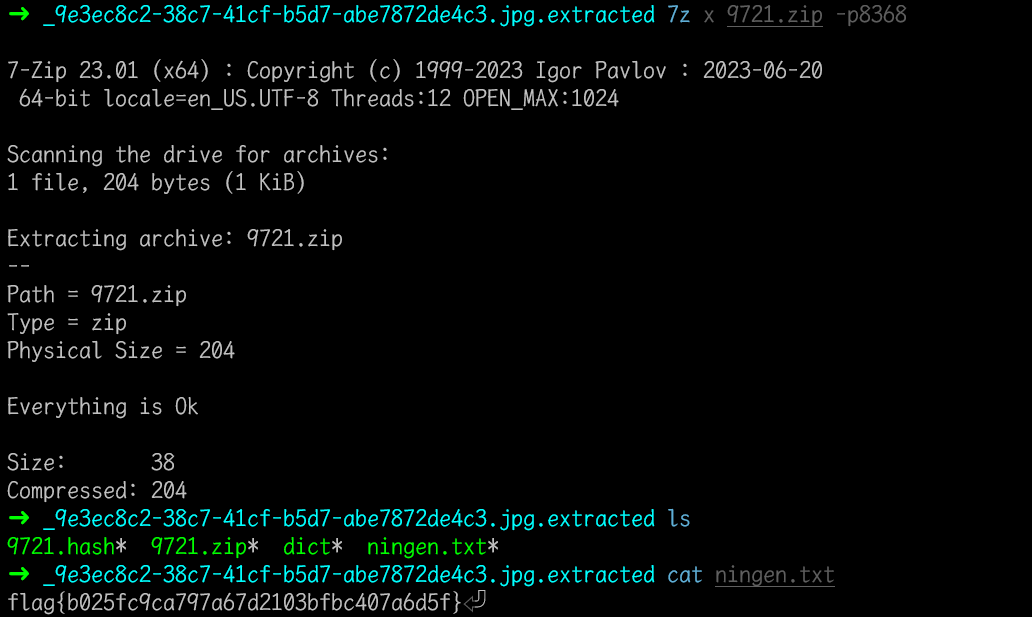 ➜ _9e3ec8c2-38c7-41cf-b5d7-abe7872de4c3.jpg.extracted 7z x 9721.zip -p8368
7-Zip 23.01 (x64) : Copyright (c) 1999-2023 Igor Pavlov : 2023-06-20
64-bit locale=en_US.UTF-8 Threads:12 OPEN_MAX:1024
Scanning the drive for archives:
1 file, 204 bytes (1 KiB)
Extracting archive: 9721.zip
--
Path = 9721.zip
Type = zip
Physical Size = 204
Everything is Ok
Size: 38
Compressed: 204
➜ _9e3ec8c2-38c7-41cf-b5d7-abe7872de4c3.jpg.extracted ls
9721.hash* 9721.zip* dict* ningen.txt*
➜ _9e3ec8c2-38c7-41cf-b5d7-abe7872de4c3.jpg.extracted cat ningen.txt
flag{b025fc9ca797a67d2103bfbc407a6d5f}⏎